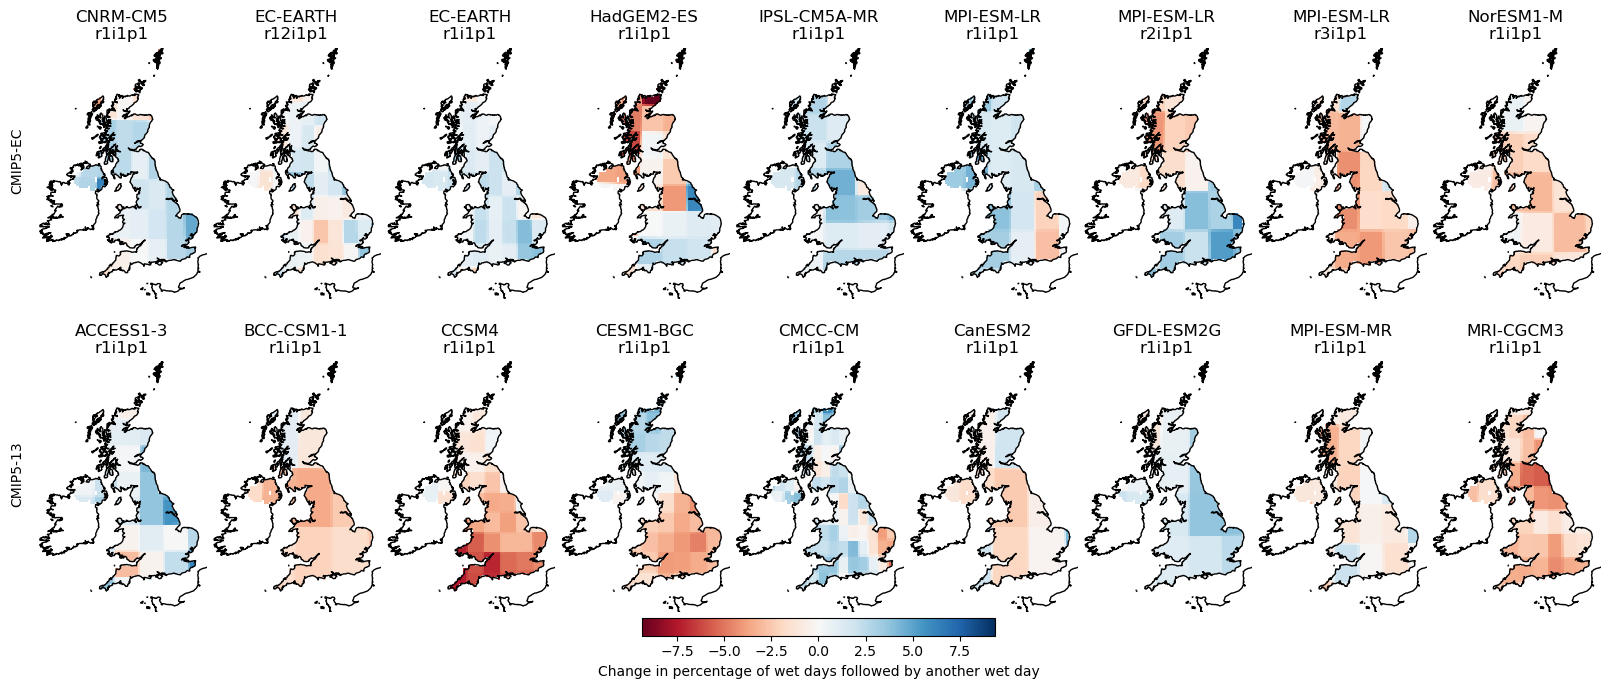 CNRM-CM5
r1i1p1
EC-EARTH
r12i1p1
EC-EARTH
r1i1p1
HadGEM2-ES
r1i1p1
IPSL-CM5A-MR
r1i1p1
MPI-ESM-LR
r1i1p1
MPI-ESM-LR
r2i1p1
MPI-ESM-LR
r3i1p1
NorESM1-M
r1i1p1
CMIP5-EC
ACCESS1-3
r1i1p1
BCC-CSM1-1
r1i1p1
CCSM4
r1i1p1
CESM1-BGC
r1i1p1
CMCC-CM
r1i1p1
CanESM2
r1i1p1
GFDL-ESM2G
r1i1p1
MPI-ESM-MR
r1i1p1
MRI-CGCM3
r1i1p1
CMIP5-13
−7.5 −5.0 −2.5 0.0 2.5 5.0 7.5
Change in percentage of wet days followed by another wet day